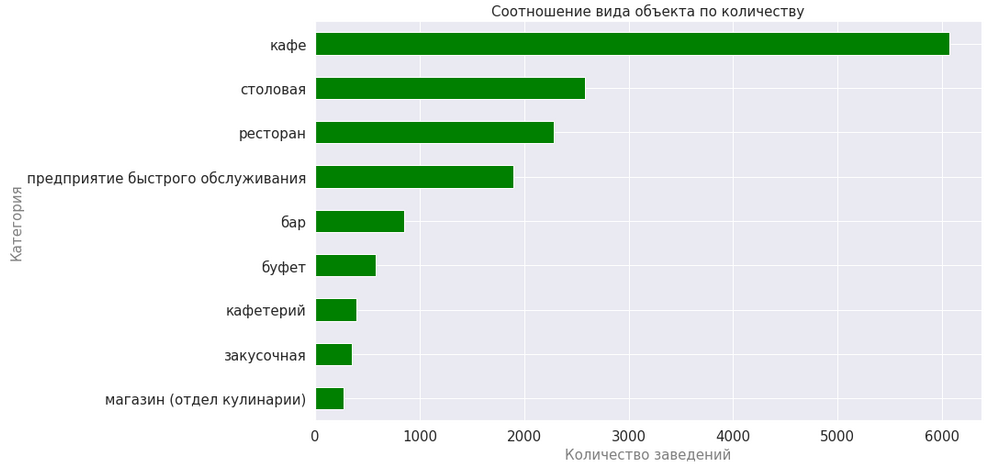 Соотношение вида объекта по количеству
Категория
кафе
столовая
ресторан
предприятие быстрого обслуживания
бар
буфет
кафетерий
закусочная
магазин (отдел кулинарии)
0 1000 2000 3000 4000 5000 6000
Количество заведений